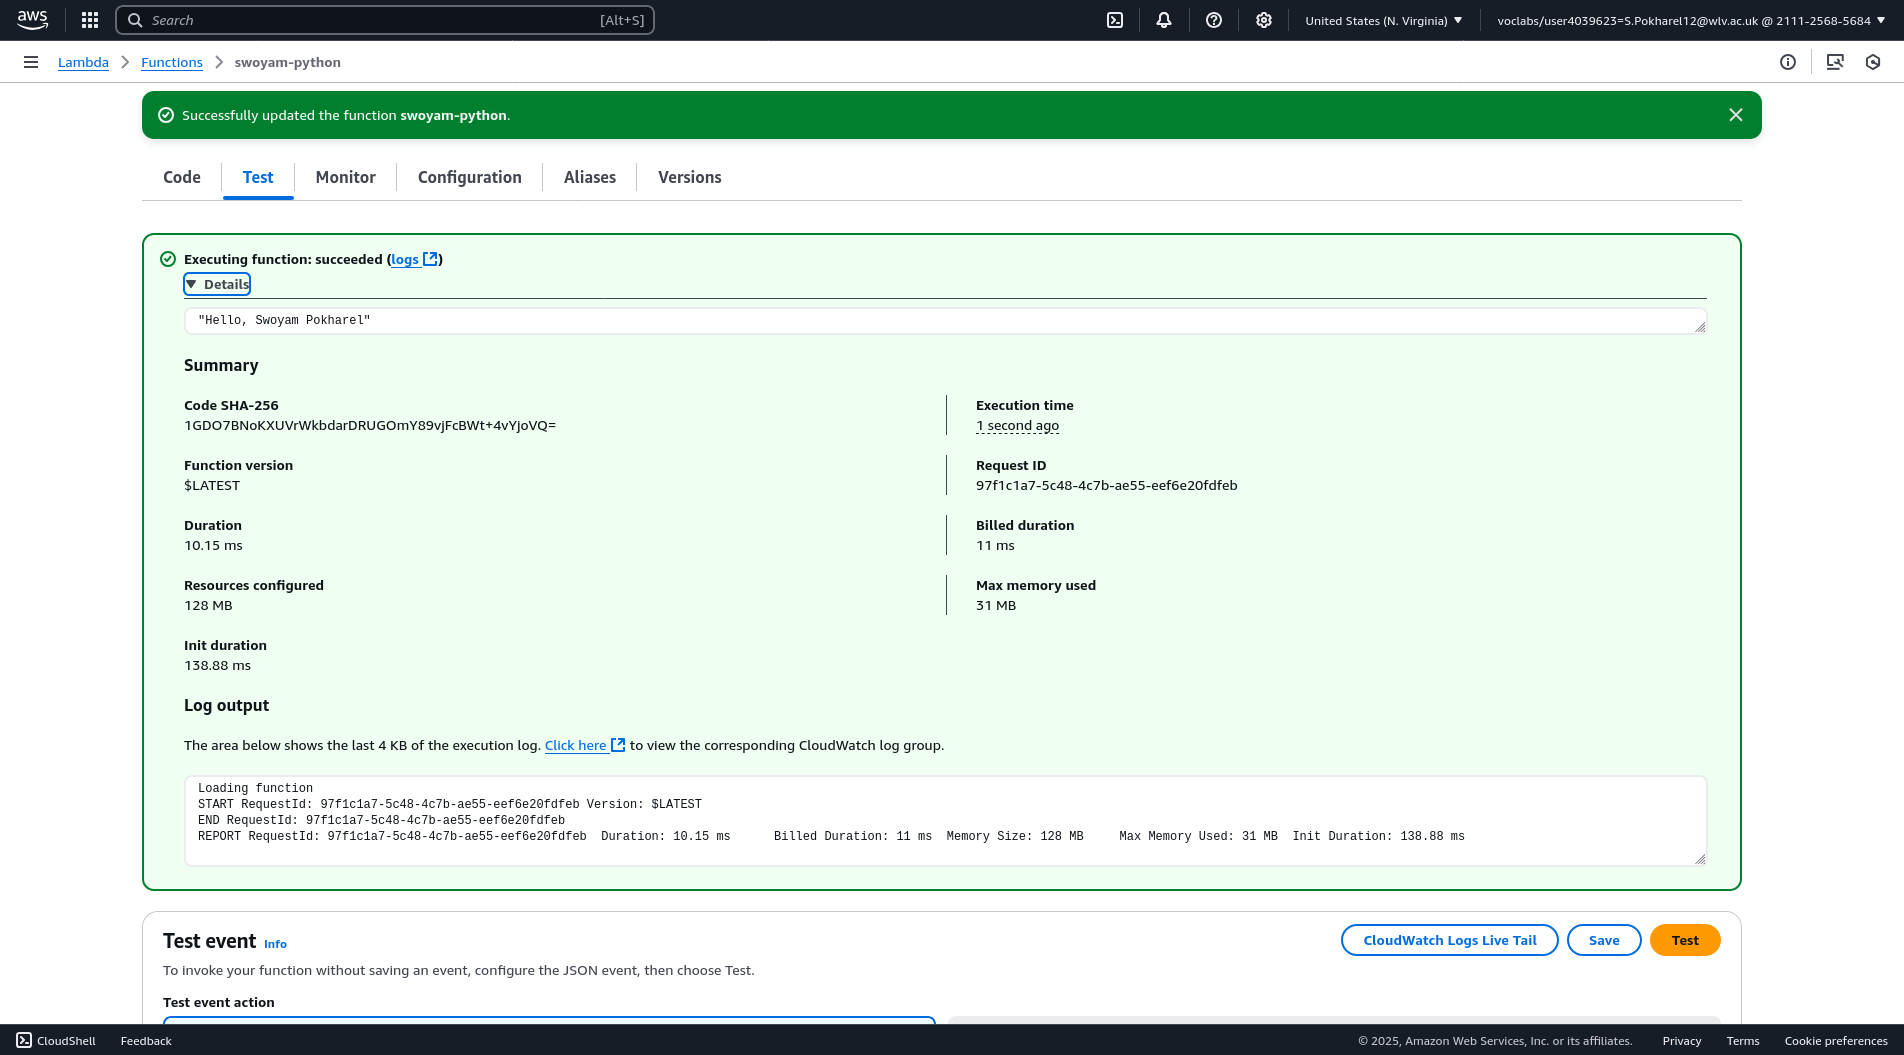 aws
Search
[Alt+S]
United States (N. Virginia)
voclabs/user4039623=S.Pokharel12@wlv.ac.uk @ 2111-2568-5684
Lambda
Functions
swoyam-python
Successfully updated the function swoyam-python.
Code
Test
Monitor
Configuration
Aliases
Versions
Executing function: succeeded (logs)
Details
"Hello, Swoyam Pokharel"
Summary
Code SHA-256
1GDO7BNoKXUVrWkbdarDRUGOmY89vjFcBWt+4vYjoVQ=
Execution time
1 second ago
Function version
$LATEST
Request ID
97f1c1a7-5c48-4c7b-ae55-eef6e20fdfeb
Duration
10.15 ms
Billed duration
11 ms
Resources configured
128 MB
Max memory used
31 MB
Init duration
138.88 ms
Log output
The area below shows the last 4 KB of the execution log. Click here to view the corresponding CloudWatch log group.
Loading function
START RequestId: 97f1c1a7-5c48-4c7b-ae55-eef6e20fdfeb Version: $LATEST
END RequestId: 97f1c1a7-5c48-4c7b-ae55-eef6e20fdfeb
REPORT RequestId: 97f1c1a7-5c48-4c7b-ae55-eef6e20fdfeb  Duration: 10.15 ms      Billed Duration: 11 ms  Memory Size: 128 MB     Max Memory Used: 31 MB  Init Duration: 138.88 ms
Test event Info
CloudWatch Logs Live Tail
Save
Test
To invoke your function without saving an event, configure the JSON event, then choose Test.
Test event action
CloudShell
Feedback
© 2025, Amazon Web Services, Inc. or its affiliates.
Privacy
Terms
Cookie preferences